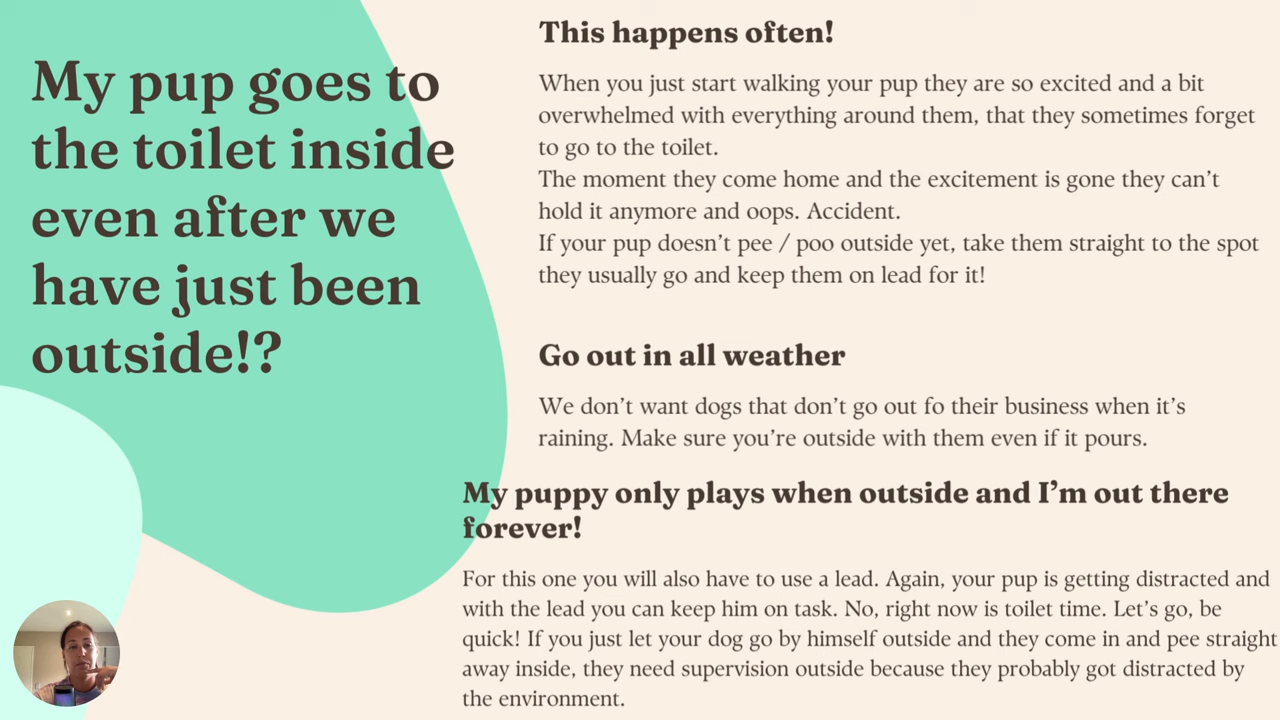 My pup goes to
the toilet inside
even after we
have just been
outside!?
This happens often!
When you just start walking your pup they are so excited and a bit
overwhelmed with everything around them, that they sometimes forget
to go to the toilet.
The moment they come home and the excitement is gone they can’t
hold it anymore and oops. Accident.
If your pup doesn’t pee / poo outside yet, take them straight to the spot
they usually go and keep them on lead for it!
Go out in all weather
We don’t want dogs that don’t go out fo their business when it’s
raining. Make sure you’re outside with them even if it pours.
My puppy only plays when outside and I’m out there
forever!
For this one you will also have to use a lead. Again, your pup is getting distracted and
with the lead you can keep him on task. No, right now is toilet time. Let’s go, be
quick! If you just let your dog go by himself outside and they come in and pee straight
away inside, they need supervision outside because they probably got distracted by
the environment.